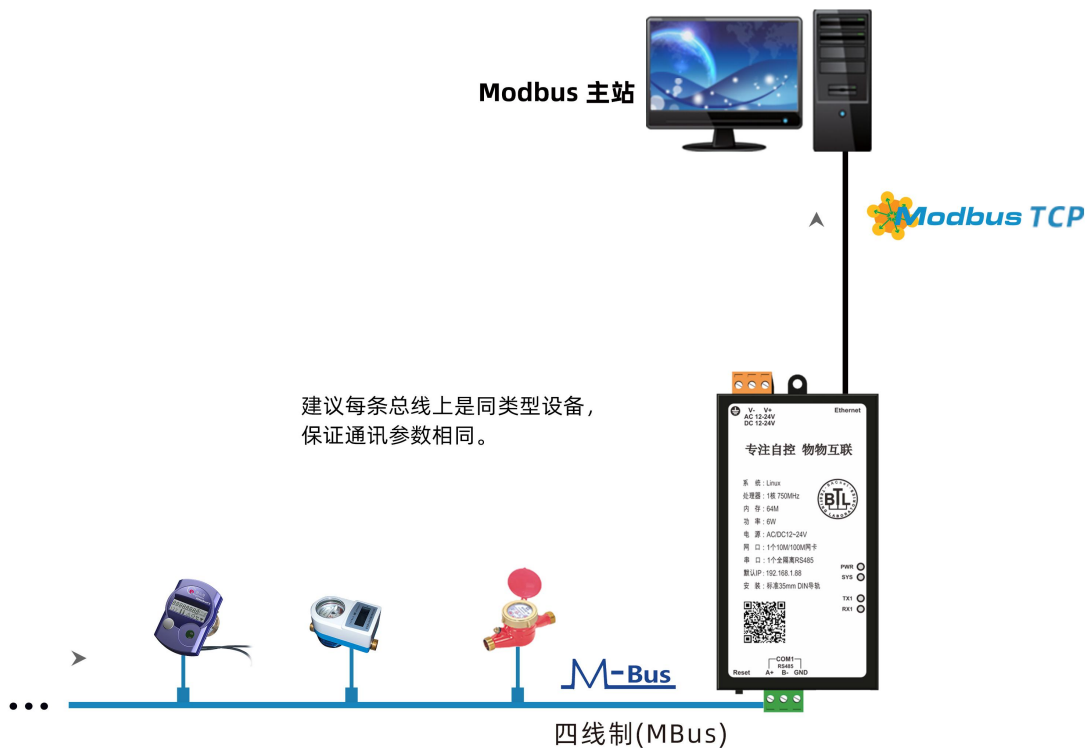 Modbus 主站
Modbus TCP
建议每条总线上是同类型设备，
保证通讯参数相同。
V- V+
AC 12-24V
DC 12-24V
Ethernet
专注自控 物物互联
系 统：Linux
处理器：1核 750MHz
内 存：64M
功 率：6W
电 源：AC/DC12~24V
网 口：1个10M/100M网卡
串 口：1个全隔离RS485
默认IP：192.168.1.88
安 装：标准35mm DIN导轨
BTL
PWR
SYS
TX1
RX1
COM1
RS485
Reset A+ B- GND
M-Bus
四线制(MBus)